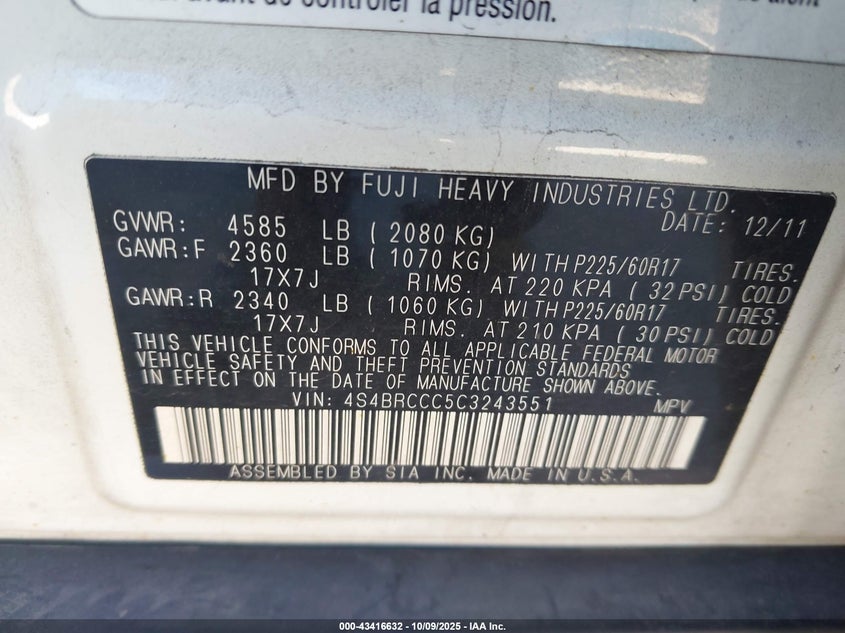 avant de contrôler la pression.
MFD BY FUJI HEAVY INDUSTRIES LTD.
DATE: 12/11
GVWR: 4585 LB ( 2080 KG)
GAWR:F 2360 LB ( 1070 KG) WITH P225/60R17 TIRES.
17X7J RIMS. AT 220 KPA ( 32 PSI) COLD
GAWR:R 2340 LB ( 1060 KG) WITH P225/60R17 TIRES.
17X7J RIMS. AT 210 KPA ( 30 PSI) COLD
THIS VEHICLE CONFORMS TO ALL APPLICABLE FEDERAL MOTOR
VEHICLE SAFETY AND THEFT PREVENTION STANDARDS
IN EFFECT ON THE DATE OF MANUFACTURE SHOWN ABOVE.
VIN: 4S4BRCCC5C3243551 MPV
ASSEMBLED BY SIA INC. MADE IN U.S.A.
000-43416632 - 10/09/2025 - IAA Inc.